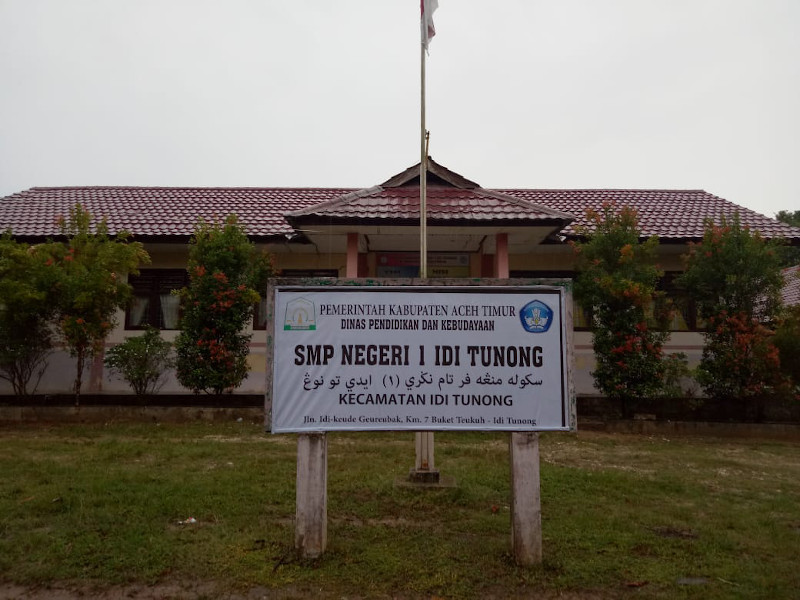 PEMERINTAH KABUPATEN ACEH TIMUR
DINAS PENDIDIKAN DAN KEBUDAYAAN
SMP NEGERI 1 IDI TUNONG
سكوله منڠه فر تام نڬري (١) ايدي تو نوڠ
KECAMATAN IDI TUNONG
Jln. Idi-keude Geureubak, Km. 7 Buket Teukuh - Idi Tunong